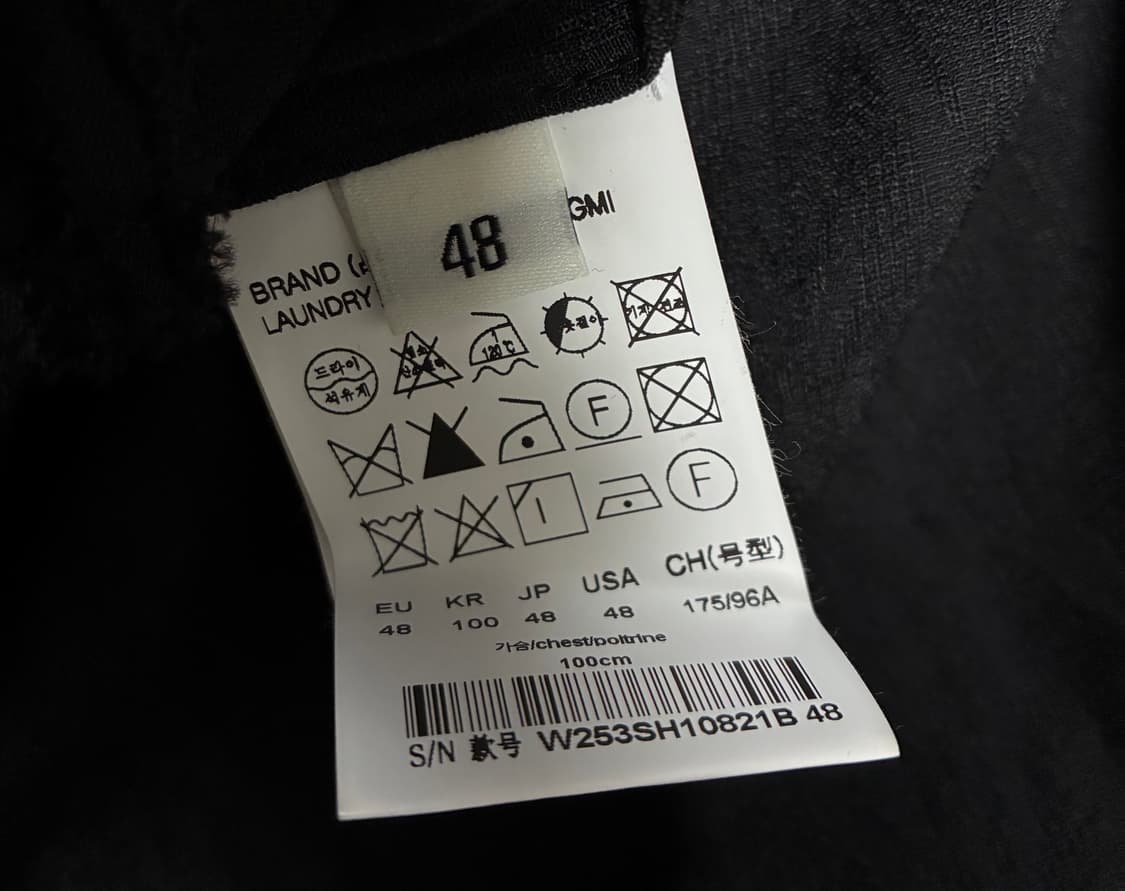 48
GMI
BRAND
LAUNDRY
드라이
석유계
120℃
옷걸이
F
F
EU KR JP USA CH(号型)
48 100 48 48 175/96A
가슴/chest/poltrine
100cm
S/N 款号 W253SH10821B 48